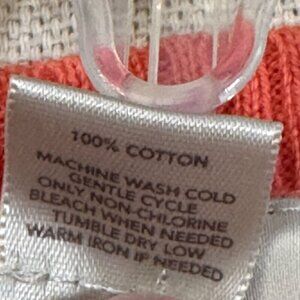 100% COTTON
MACHINE WASH COLD
GENTLE CYCLE
ONLY NON-CHLORINE
BLEACH WHEN NEEDED
TUMBLE DRY LOW
WARM IRON IF NEEDED